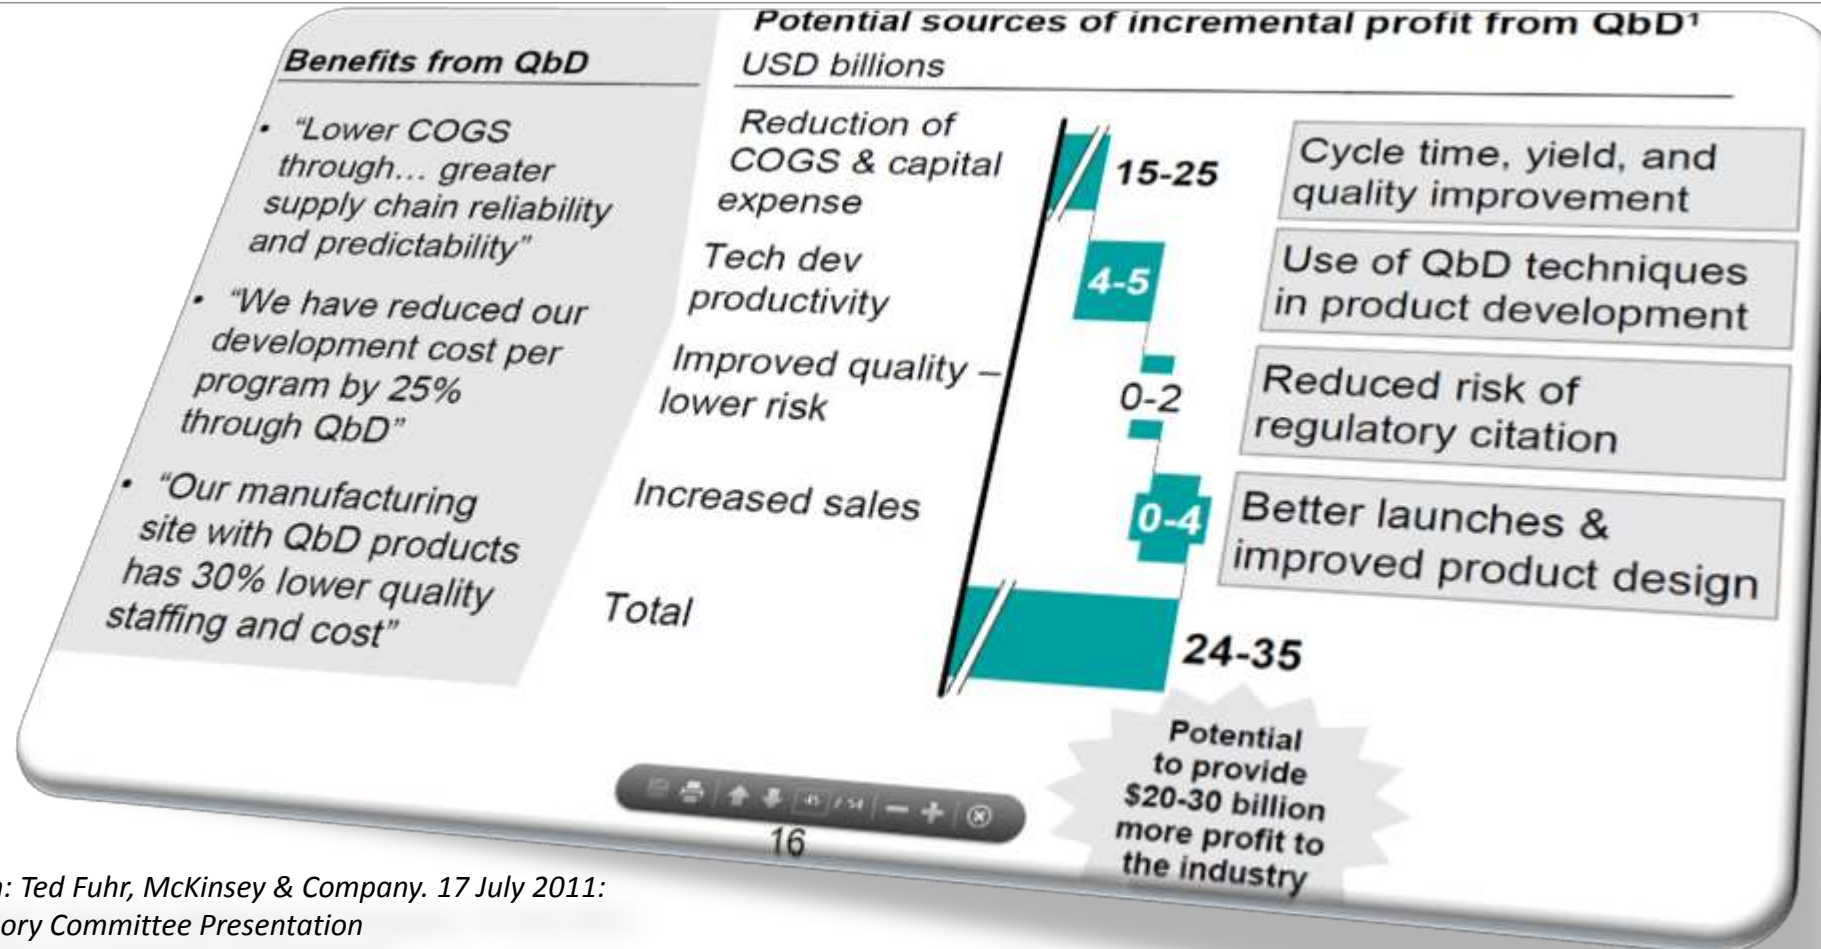 Benefits from QbD
• “Lower COGS
through... greater
supply chain reliability
and predictability”
• “We have reduced our
development cost per
program by 25%
through QbD”
• “Our manufacturing
site with QbD products
has 30% lower quality
staffing and cost”
Potential sources of incremental profit from QbD¹
USD billions
Reduction of
COGS & capital
expense
15-25
Cycle time, yield, and
quality improvement
Tech dev
productivity
4-5
Use of QbD techniques
in product development
Improved quality –
lower risk
0-2
Reduced risk of
regulatory citation
Increased sales
0-4
Better launches &
improved product design
Total
24-35
Potential
to provide
$20-30 billion
more profit to
the industry
45 / 54
16
: Ted Fuhr, McKinsey & Company. 17 July 2011:
Committee Presentation